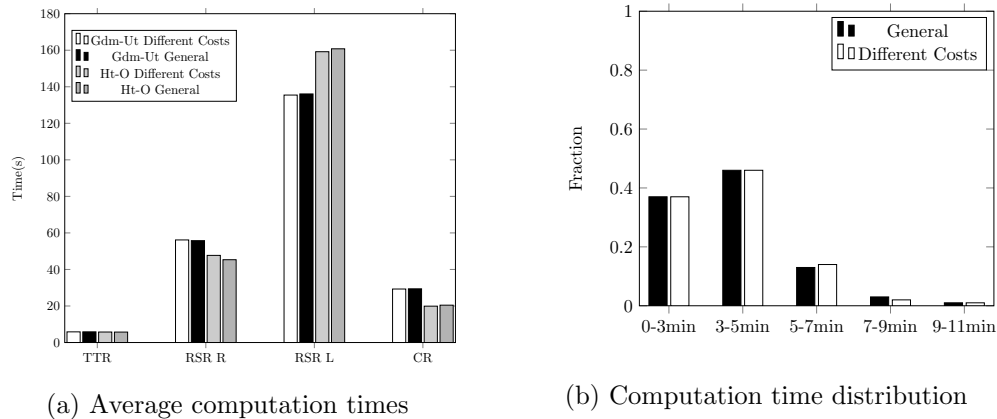 180
160
140
120
100
80
60
40
20
0
Time(s)
Gdm-Ut Different Costs
Gdm-Ut General
Ht-O Different Costs
Ht-O General
TTR RSR R RSR L CR
(a) Average computation times
1
0.8
0.6
0.4
0.2
0
Fraction
General
Different Costs
0-3min 3-5min 5-7min 7-9min 9-11min
(b) Computation time distribution